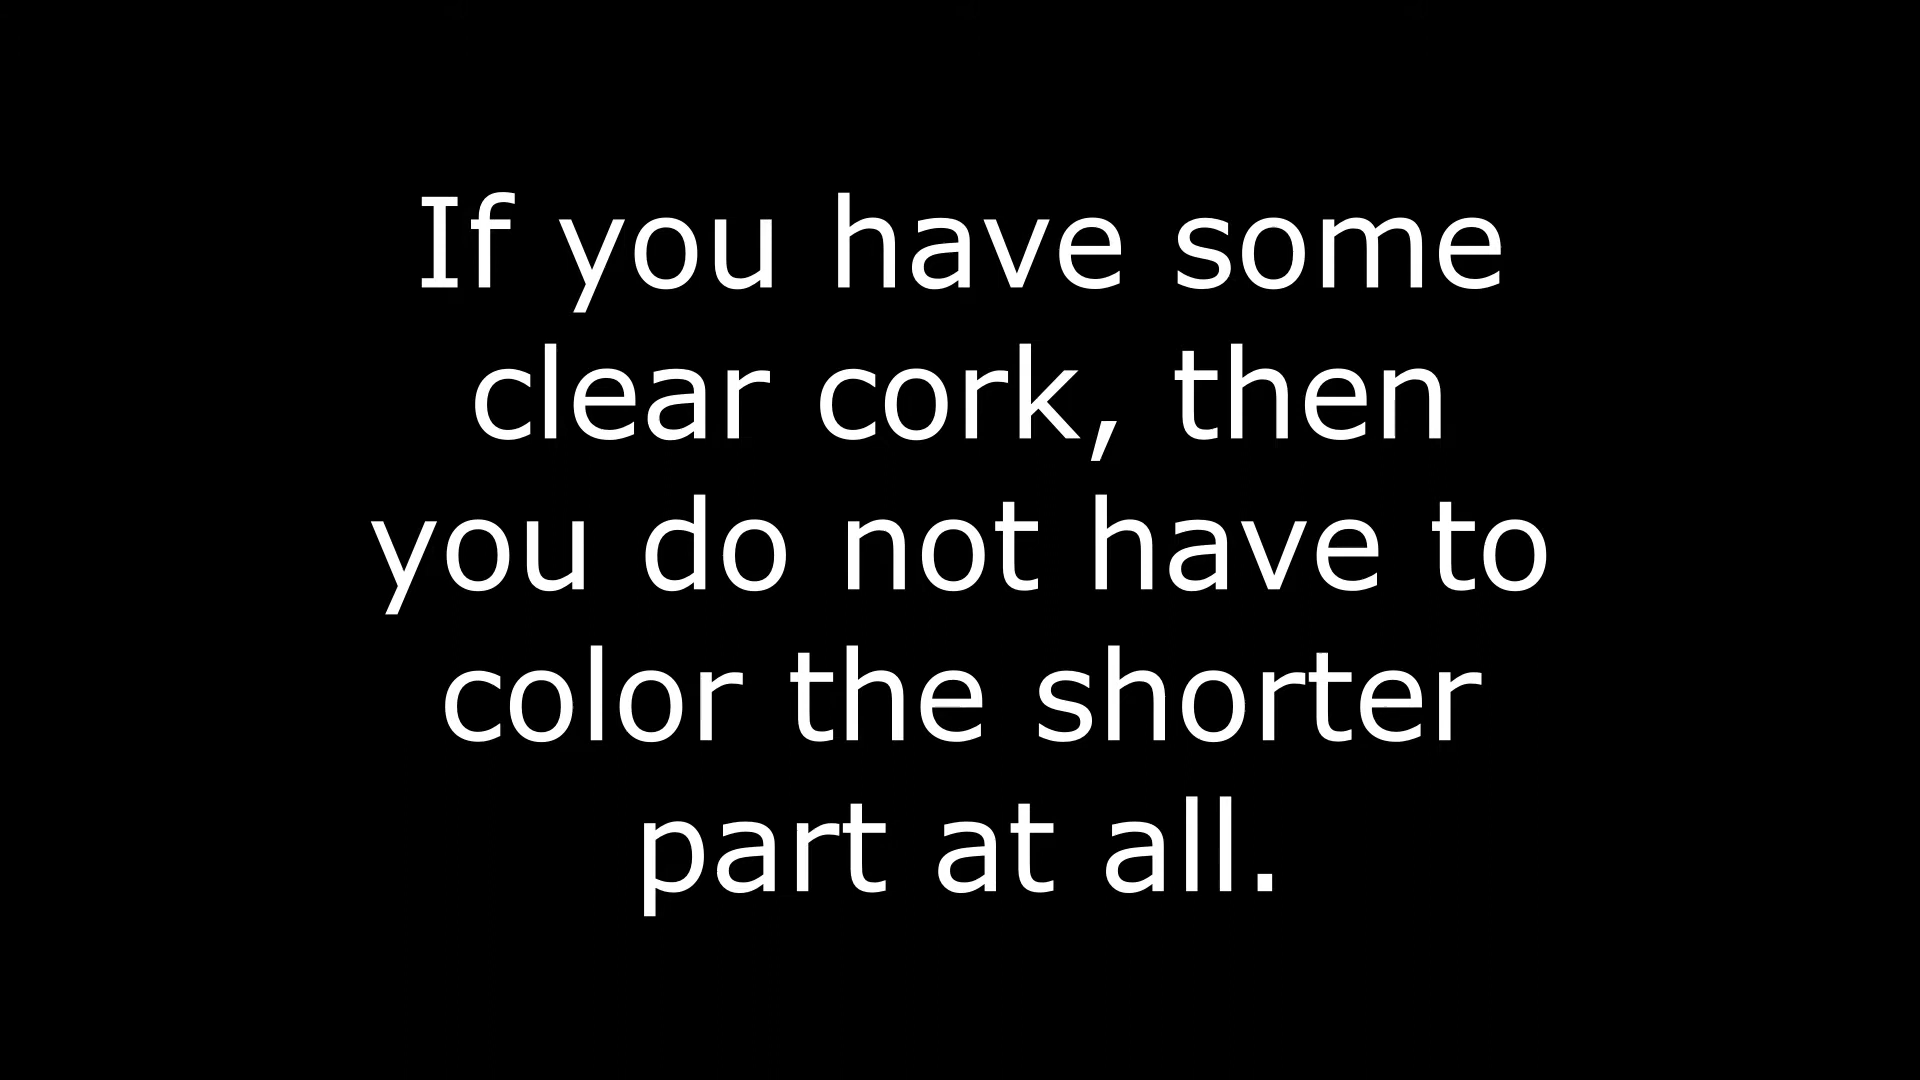 If you have some
clear cork, then
you do not have to
color the shorter
part at all.